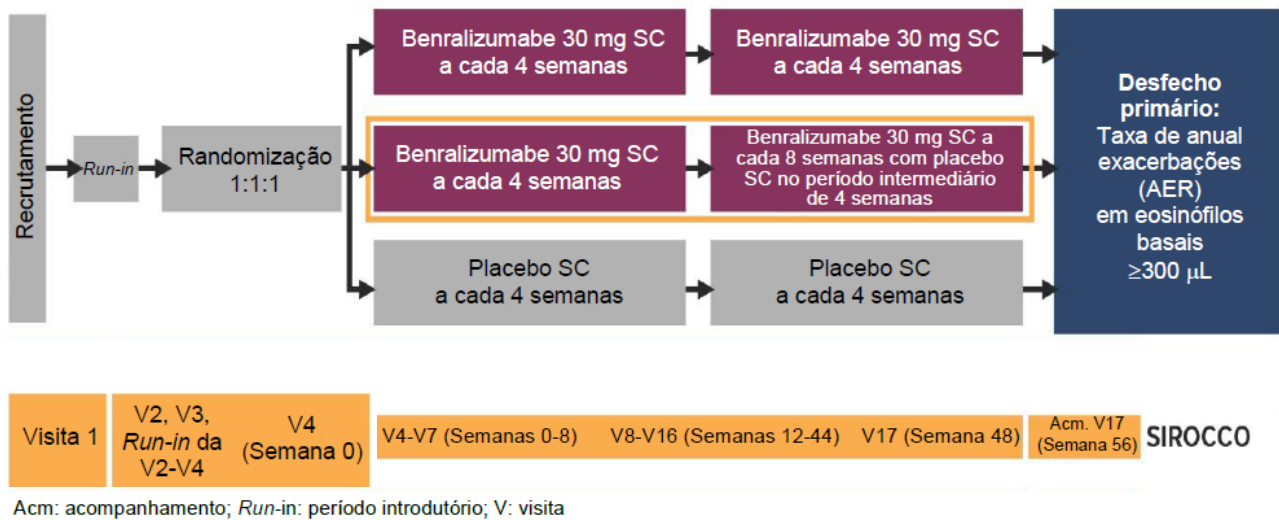 Recrutamento
Run-in
Randomização
1:1:1
Benralizumabe 30 mg SC
a cada 4 semanas
Benralizumabe 30 mg SC
a cada 4 semanas
Benralizumabe 30 mg SC
a cada 4 semanas
Benralizumabe 30 mg SC a
cada 8 semanas com placebo
SC no período intermediário
de 4 semanas
Placebo SC
a cada 4 semanas
Placebo SC
a cada 4 semanas
Desfecho
primário:
Taxa de anual
exacerbações
(AER)
em eosinófilos
basais
≥300 μL
Visita 1
V2, V3,
Run-in da
V2-V4
V4
(Semana 0)
V4-V7 (Semanas 0-8)
V8-V16 (Semanas 12-44)
V17 (Semana 48)
Acm. V17
(Semana 56)
SIROCCO
Acm: acompanhamento; Run-in: período introdutório; V: visita